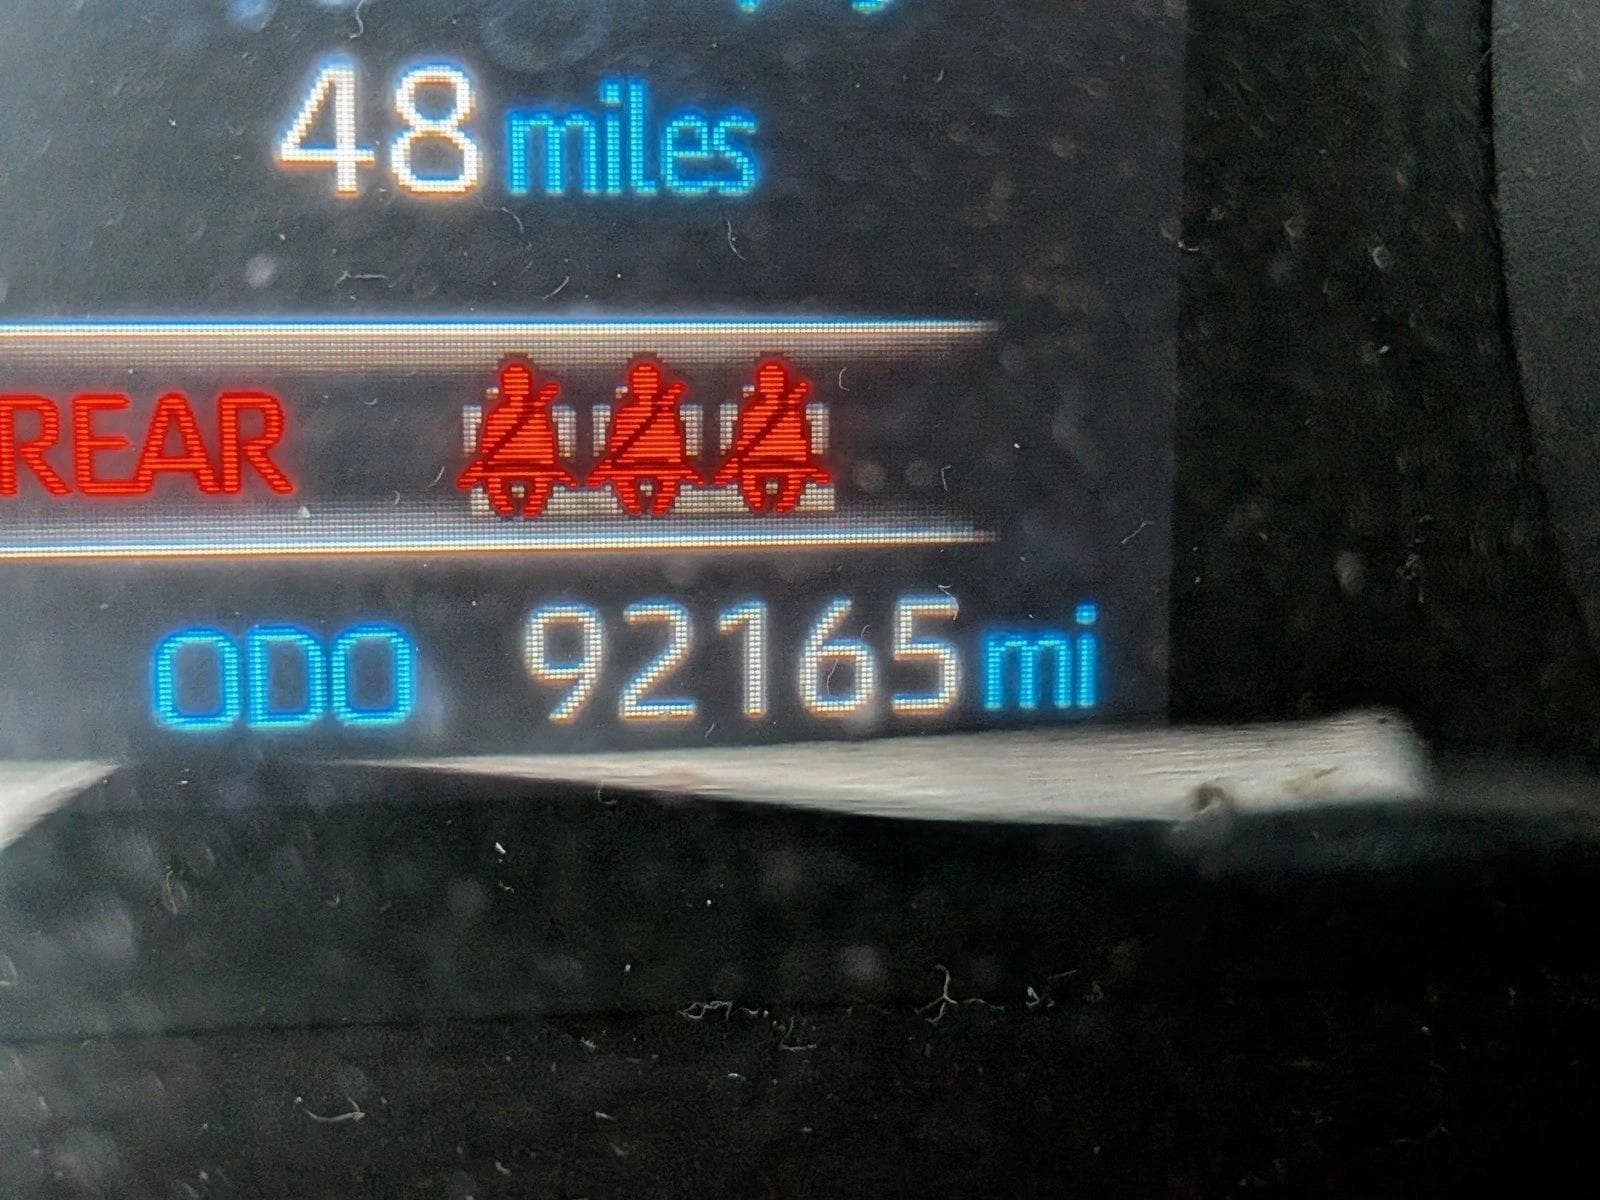 48 miles
REAR
ODO 92165 mi